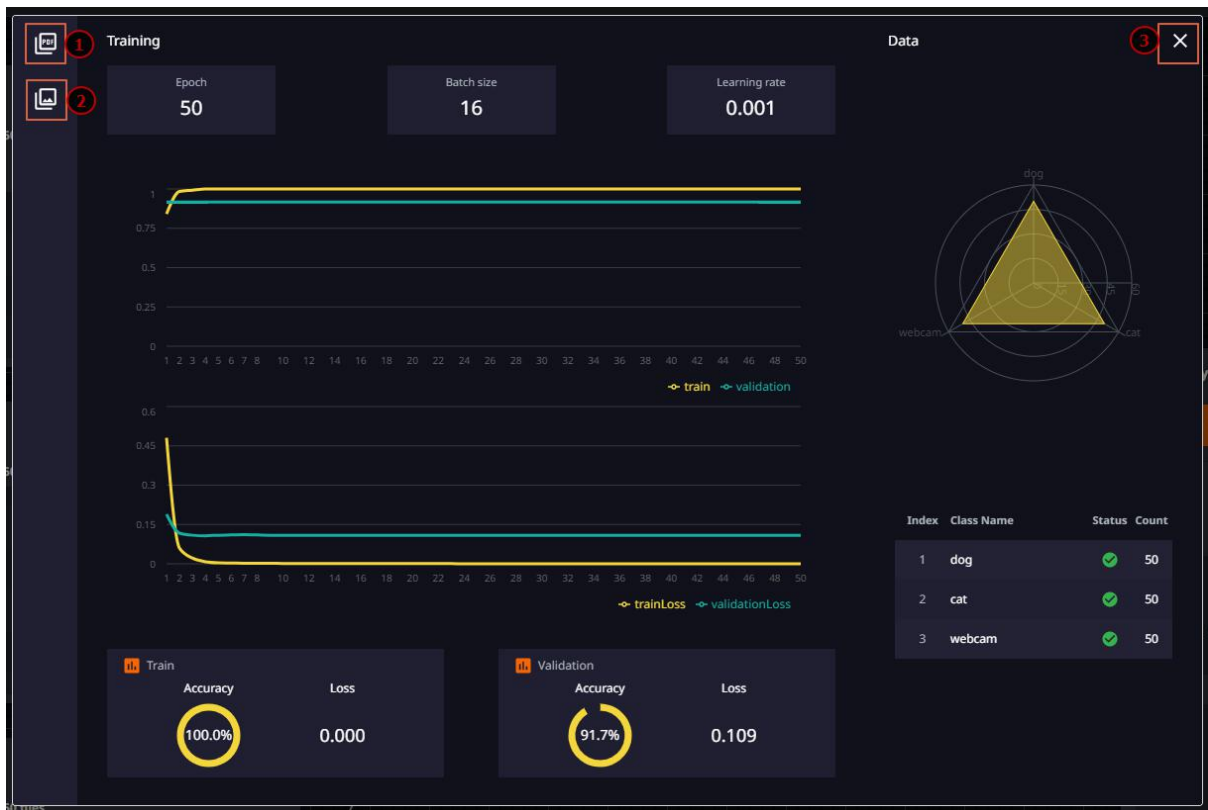 PDF
1
2
3
Training
Epoch
50
Batch size
16
Learning rate
0.001
1
0.75
0.5
0.25
0
1 2 3 4 5 6 7 8 10 12 14 16 18 20 22 24 26 28 30 32 34 36 38 40 42 44 46 48 50
train validation
0.6
0.45
0.3
0.15
0
1 2 3 4 5 6 7 8 10 12 14 16 18 20 22 24 26 28 30 32 34 36 38 40 42 44 46 48 50
trainLoss validationLoss
Train
Accuracy Loss
100.0% 0.000
Validation
Accuracy Loss
91.7% 0.109
Data
dog
0 15 30 45 60
webcam cat
Index Class Name Status Count
1 dog 50
2 cat 50
3 webcam 50